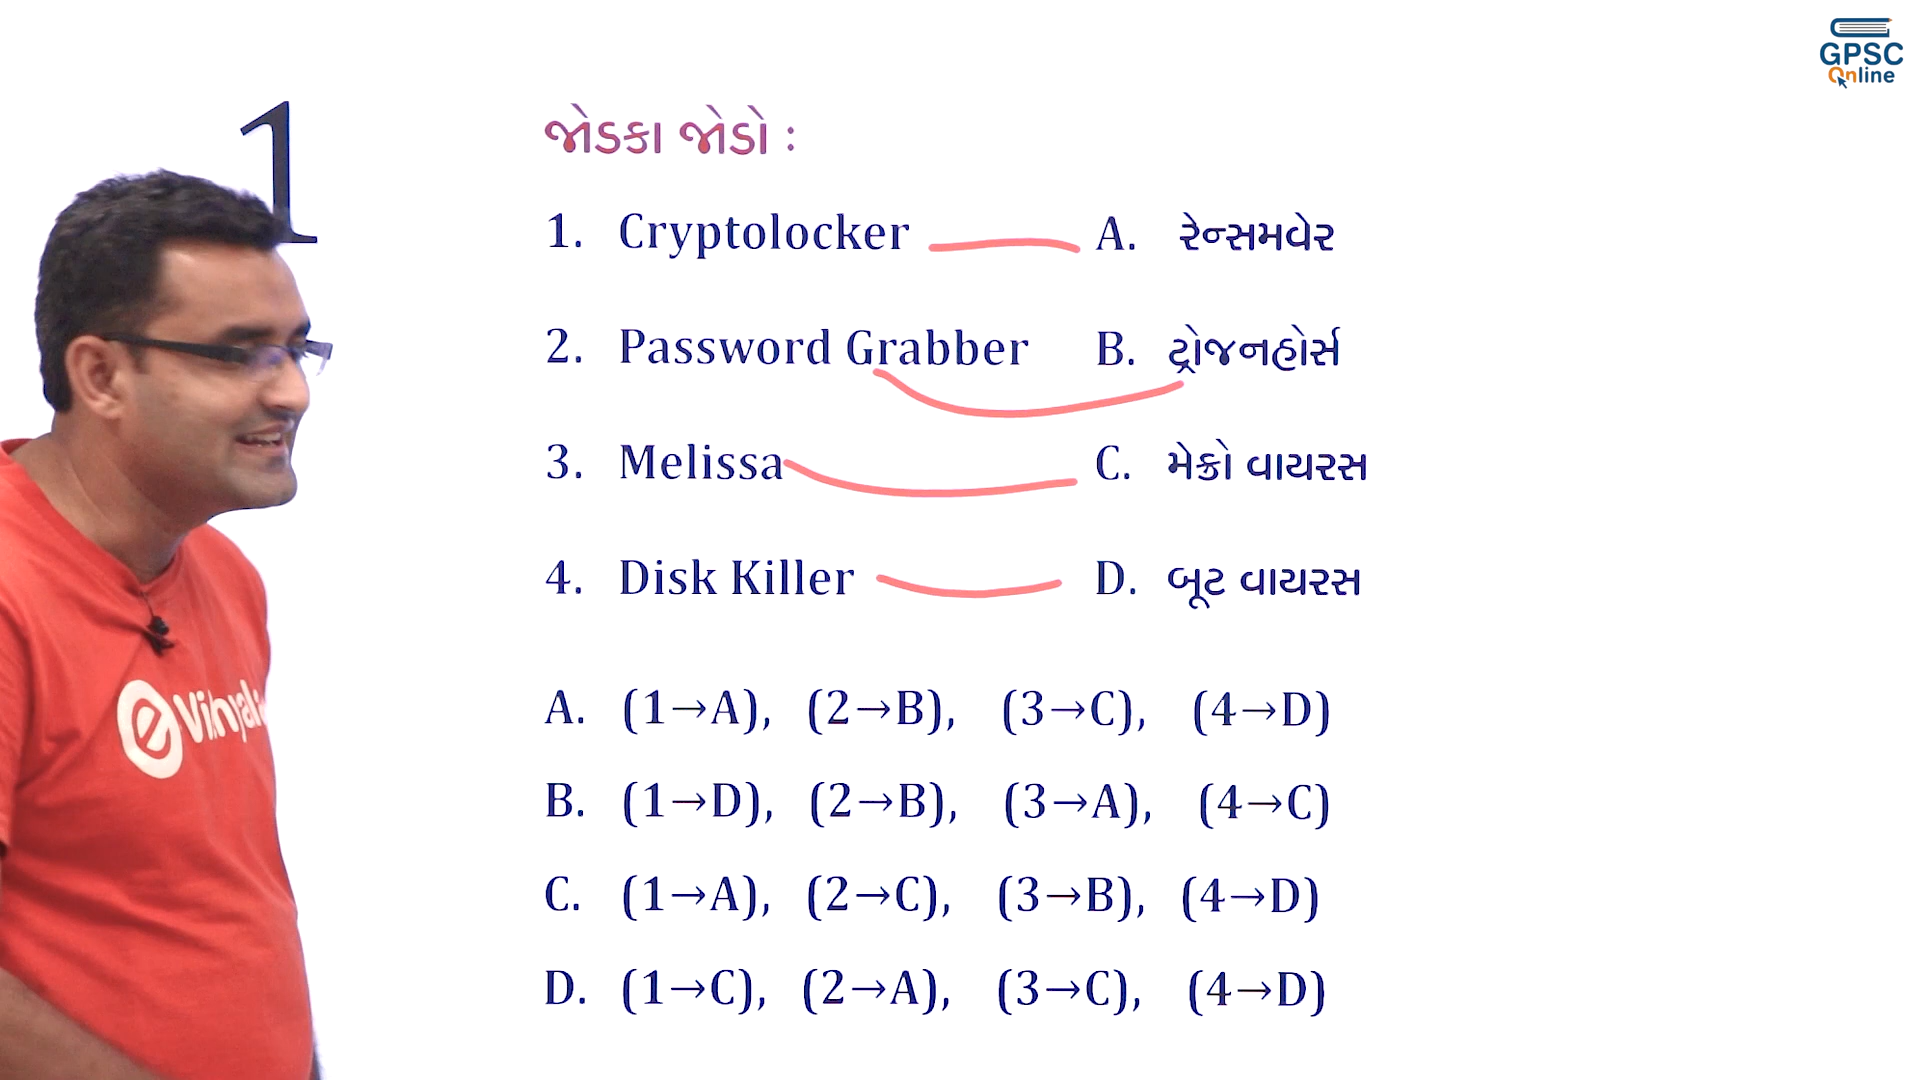 GPSC
Online
1
જોડકા જોડો :
1. Cryptolocker A. રેન્સમવેર
2. Password Grabber B. ટ્રોજનહોર્સ
3. Melissa C. મેક્રો વાયરસ
4. Disk Killer D. બૂટ વાયરસ
A. (1→A), (2→B), (3→C), (4→D)
B. (1→D), (2→B), (3→A), (4→C)
C. (1→A), (2→C), (3→B), (4→D)
D. (1→C), (2→A), (3→C), (4→D)